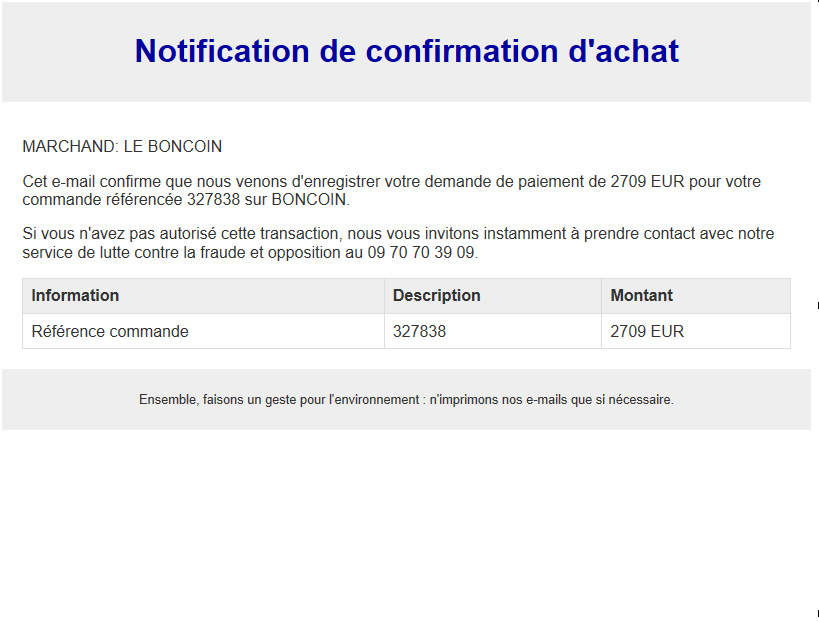 Notification de confirmation d'achat
MARCHAND: LE BONCOIN
Cet e-mail confirme que nous venons d'enregistrer votre demande de paiement de 2709 EUR pour votre
commande référencée 327838 sur BONCOIN.
Si vous n'avez pas autorisé cette transaction, nous vous invitons instamment à prendre contact avec notre
service de lutte contre la fraude et opposition au 09 70 70 39 09.
Information Description Montant
Référence commande 327838 2709 EUR
Ensemble, faisons un geste pour l'environnement : n'imprimons nos e-mails que si nécessaire.